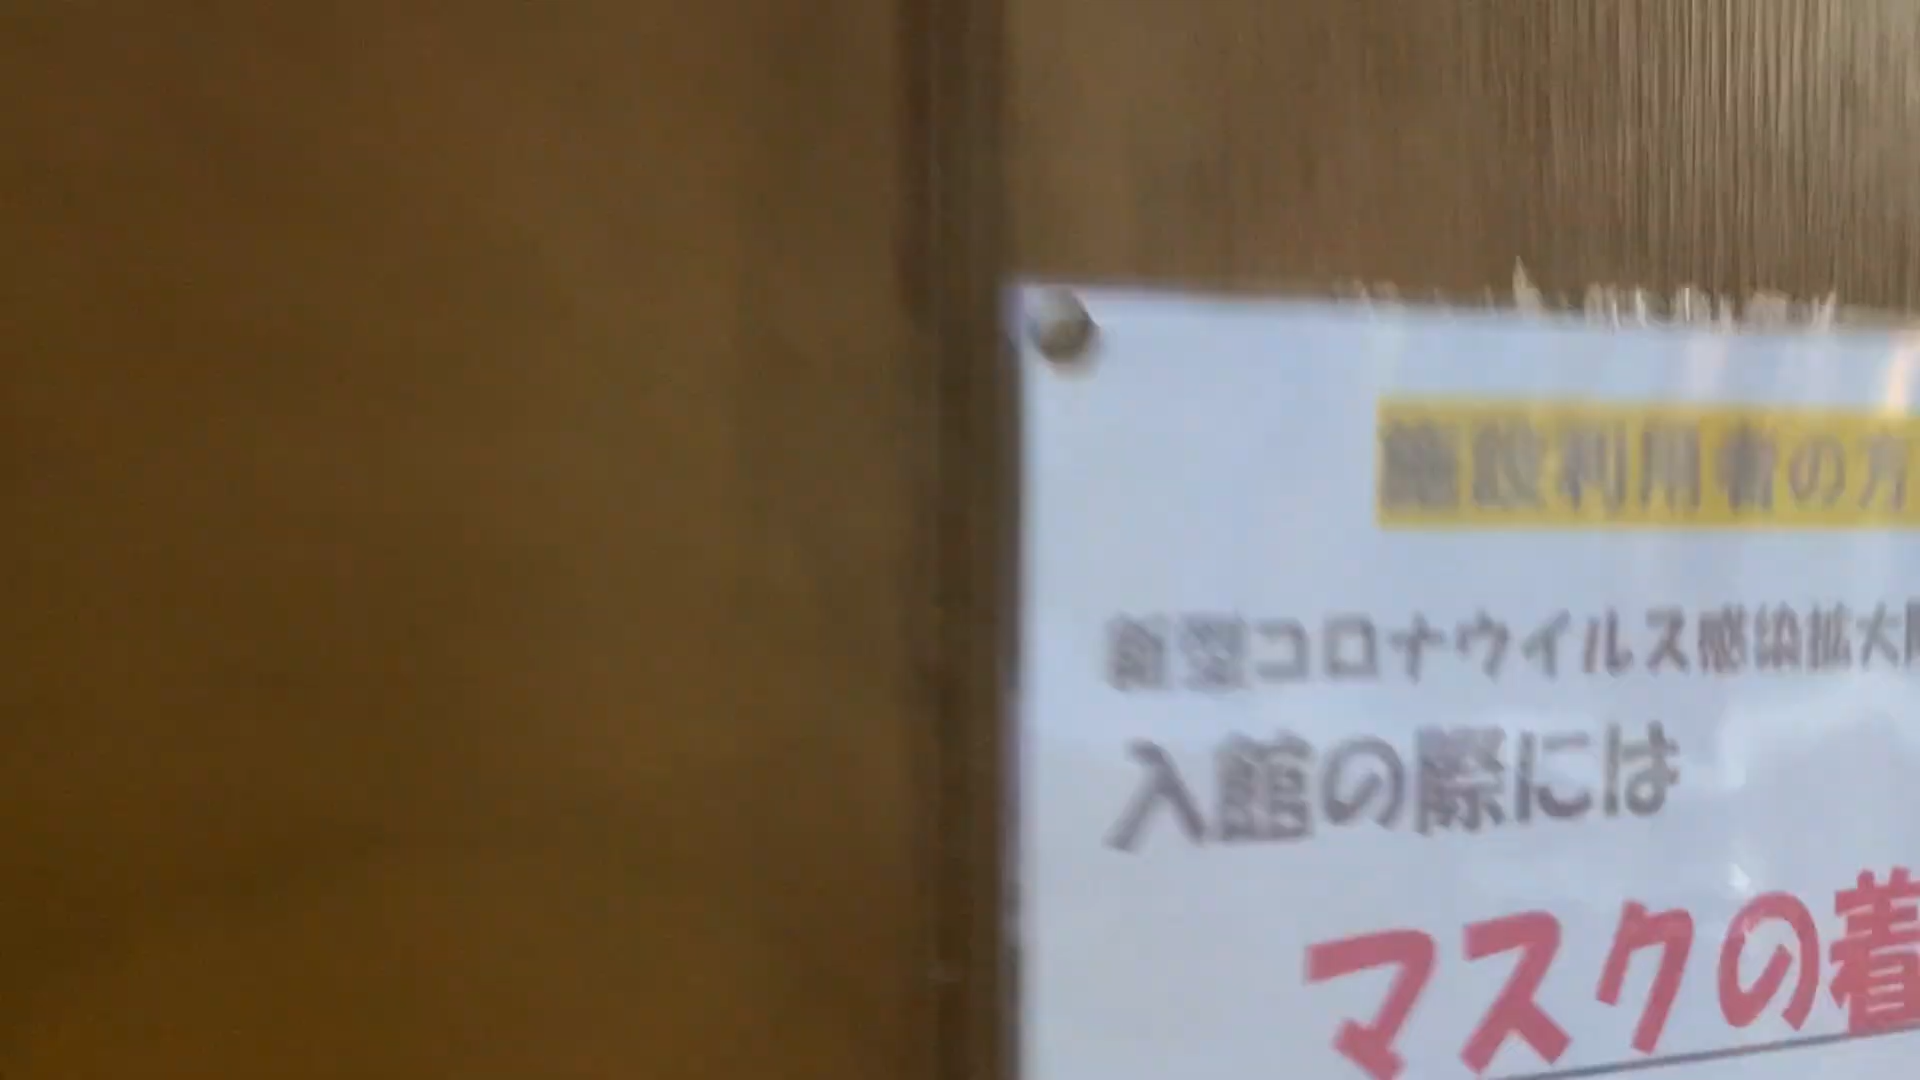 施設利用者の方
新型コロナウイルス感染拡大
入館の際には
マスクの着